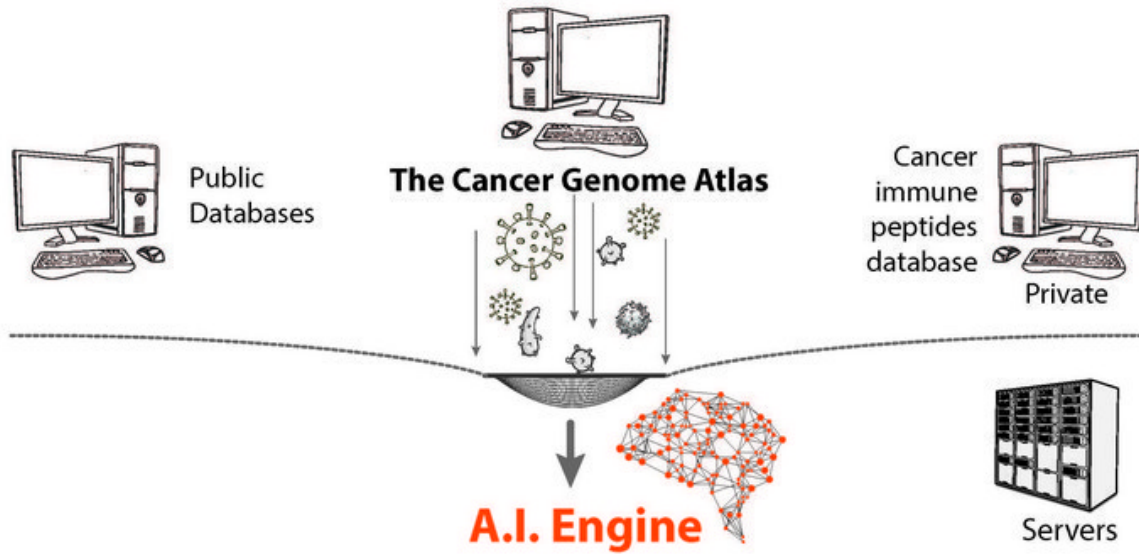 The Cancer Genome Atlas
Public
Databases
Cancer
immune
peptides
database
Private
A.I. Engine
Servers